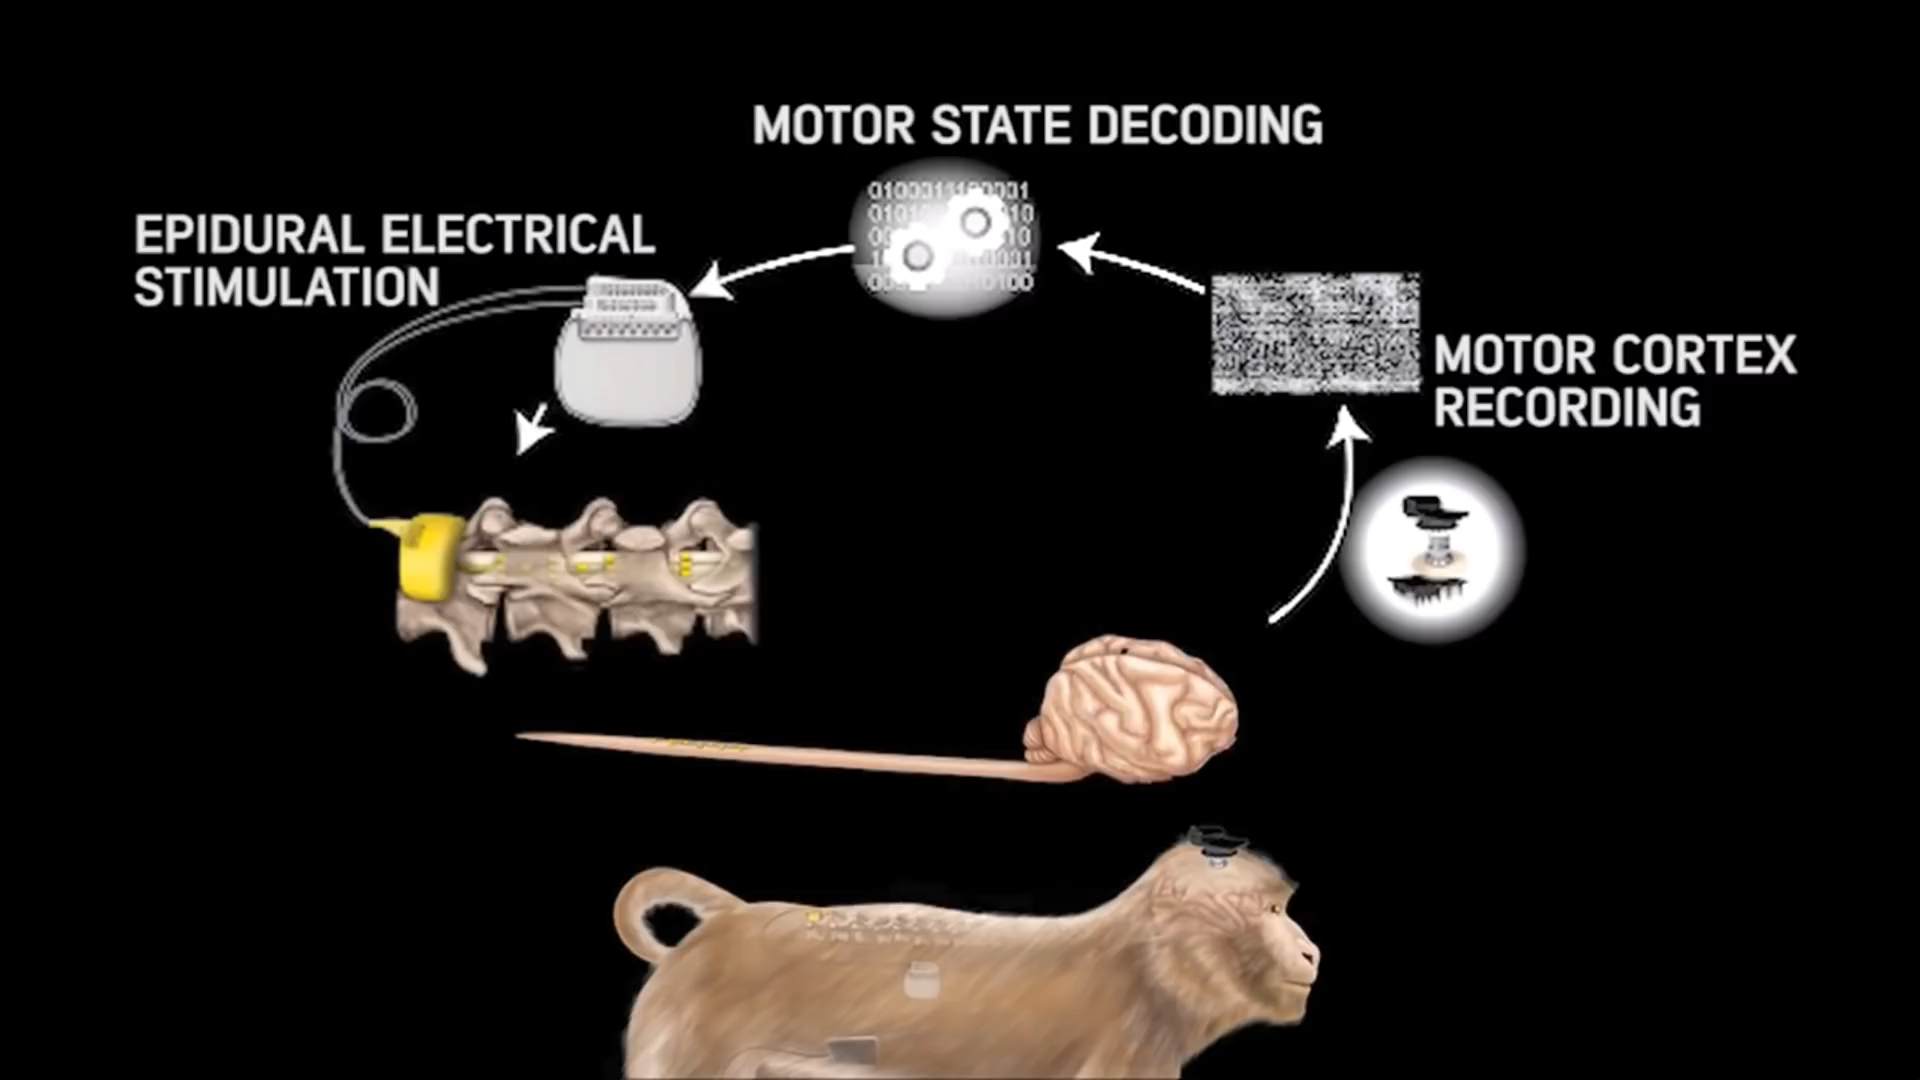 MOTOR STATE DECODING
EPIDURAL ELECTRICAL
STIMULATION
MOTOR CORTEX
RECORDING